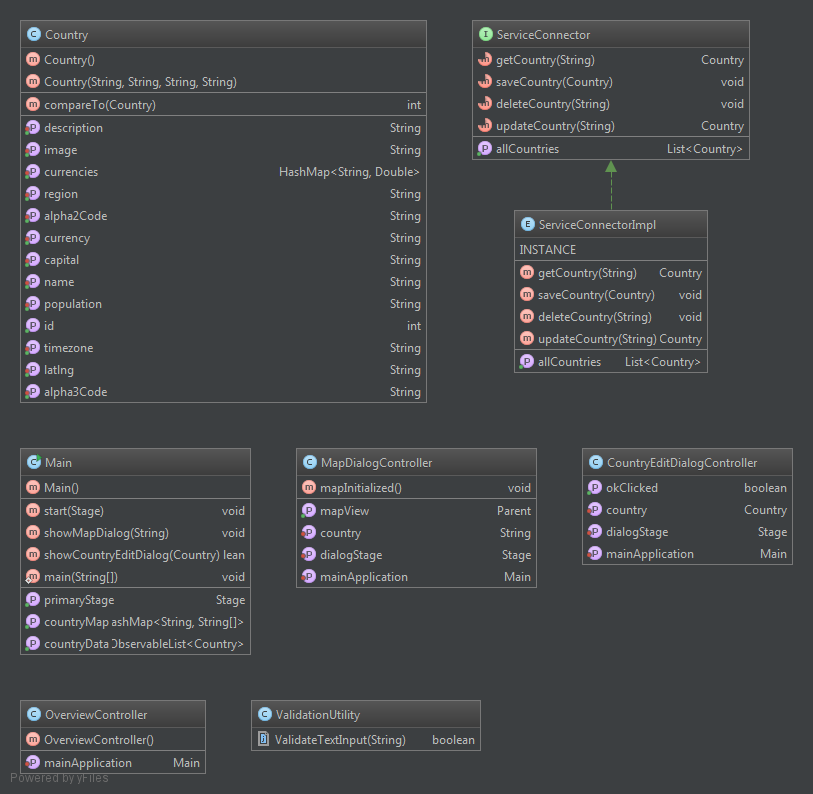 Country
Country()
Country(String, String, String, String)
compareTo(Country) int
description String
image String
currencies HashMap<String, Double>
region String
alpha2Code String
currency String
capital String
name String
population String
id int
timezone String
latlng String
alpha3Code String
ServiceConnector
getCountry(String) Country
saveCountry(Country) void
deleteCountry(String) void
updateCountry(String) Country
allCountries List<Country>
ServiceConnectorImpl
INSTANCE
getCountry(String) Country
saveCountry(Country) void
deleteCountry(String) void
updateCountry(String) Country
allCountries List<Country>
Main
Main()
start(Stage) void
showMapDialog(String) void
showCountryEditDialog(Country) lean
main(String[]) void
primaryStage Stage
countryMap ashMap<String, String[]>
countryData ObservableList<Country>
MapDialogController
mapInitialized() void
mapView Parent
country String
dialogStage Stage
mainApplication Main
CountryEditDialogController
okClicked boolean
country Country
dialogStage Stage
mainApplication Main
OverviewController
OverviewController()
mainApplication Main
ValidationUtility
ValidateTextInput(String) boolean
Powered by yFiles